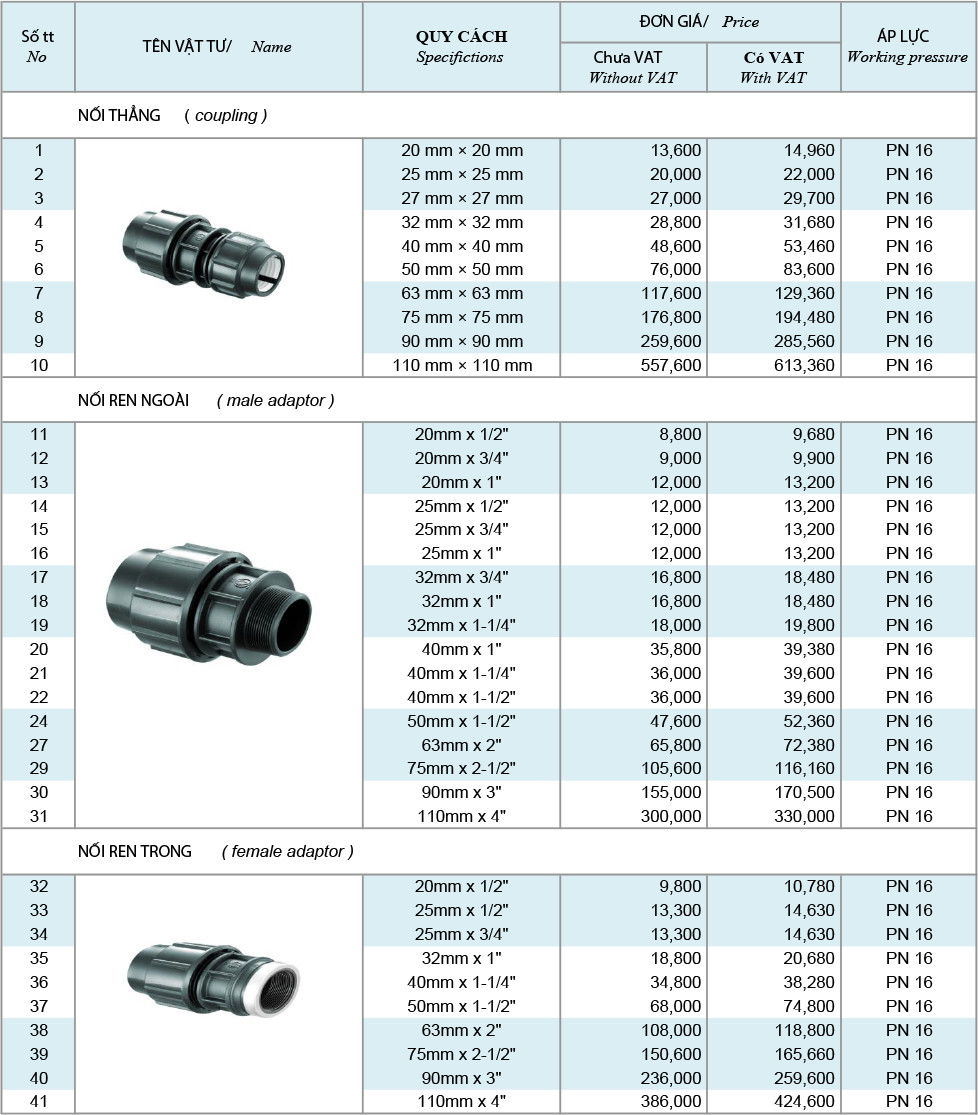 Số tt TÊN VẬT TƯ/ Name QUY CÁCH ĐƠN GIÁ/ Price ÁP LỰC
No Specifictions Chưa VAT Có VAT Working pressure
Without VAT With VAT
NỐI THẲNG ( coupling )
1 20 mm × 20 mm 13,600 14,960 PN 16
2 25 mm × 25 mm 20,000 22,000 PN 16
3 27 mm × 27 mm 27,000 29,700 PN 16
4 32 mm × 32 mm 28,800 31,680 PN 16
5 40 mm × 40 mm 48,600 53,460 PN 16
6 50 mm × 50 mm 76,000 83,600 PN 16
7 63 mm × 63 mm 117,600 129,360 PN 16
8 75 mm × 75 mm 176,800 194,480 PN 16
9 90 mm × 90 mm 259,600 285,560 PN 16
10 110 mm × 110 mm 557,600 613,360 PN 16
NỐI REN NGOÀI ( male adaptor )
11 20mm x 1/2" 8,800 9,680 PN 16
12 20mm x 3/4" 9,000 9,900 PN 16
13 20mm x 1" 12,000 13,200 PN 16
14 25mm x 1/2" 12,000 13,200 PN 16
15 25mm x 3/4" 12,000 13,200 PN 16
16 25mm x 1" 12,000 13,200 PN 16
17 32mm x 3/4" 16,800 18,480 PN 16
18 32mm x 1" 16,800 18,480 PN 16
19 32mm x 1-1/4" 18,000 19,800 PN 16
20 40mm x 1" 35,800 39,380 PN 16
21 40mm x 1-1/4" 36,000 39,600 PN 16
22 40mm x 1-1/2" 36,000 39,600 PN 16
24 50mm x 1-1/2" 47,600 52,360 PN 16
27 63mm x 2" 65,800 72,380 PN 16
29 75mm x 2-1/2" 105,600 116,160 PN 16
30 90mm x 3" 155,000 170,500 PN 16
31 110mm x 4" 300,000 330,000 PN 16
NỐI REN TRONG ( female adaptor )
32 20mm x 1/2" 9,800 10,780 PN 16
33 25mm x 1/2" 13,300 14,630 PN 16
34 25mm x 3/4" 13,300 14,630 PN 16
35 32mm x 1" 18,800 20,680 PN 16
36 40mm x 1-1/4" 34,800 38,280 PN 16
37 50mm x 1-1/2" 68,000 74,800 PN 16
38 63mm x 2" 108,000 118,800 PN 16
39 75mm x 2-1/2" 150,600 165,660 PN 16
40 90mm x 3" 236,000 259,600 PN 16
41 110mm x 4" 386,000 424,600 PN 16